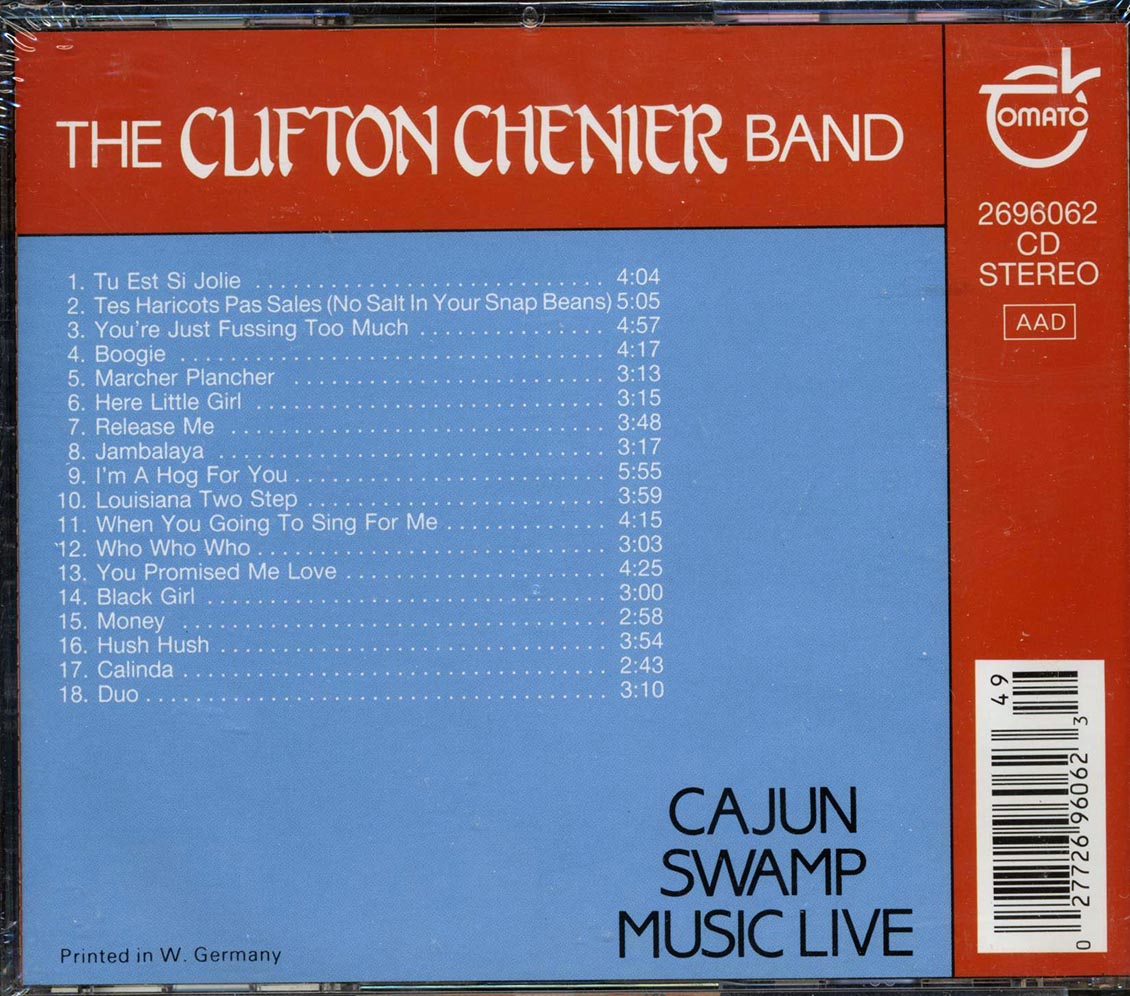 THE CLIFTON CHENIER BAND
1. Tu Est Si Jolie 4:04
2. Tes Haricots Pas Sales (No Salt In Your Snap Beans) 5:05
3. You're Just Fussing Too Much 4:57
4. Boogie 4:17
5. Marcher Plancher 3:13
6. Here Little Girl 3:15
7. Release Me 3:48
8. Jambalaya 3:17
9. I'm A Hog For You 5:55
10. Louisiana Two Step 3:59
11. When You Going To Sing For Me 4:15
12. Who Who Who 3:03
13. You Promised Me Love 4:25
14. Black Girl 3:00
15. Money 2:58
16. Hush Hush 3:54
17. Calinda 2:43
18. Duo 3:10
CAJUN
SWAMP
MUSIC LIVE
Printed in W. Germany
TOMATO
2696062
CD
STEREO
AAD
49
0 27726 96062 3